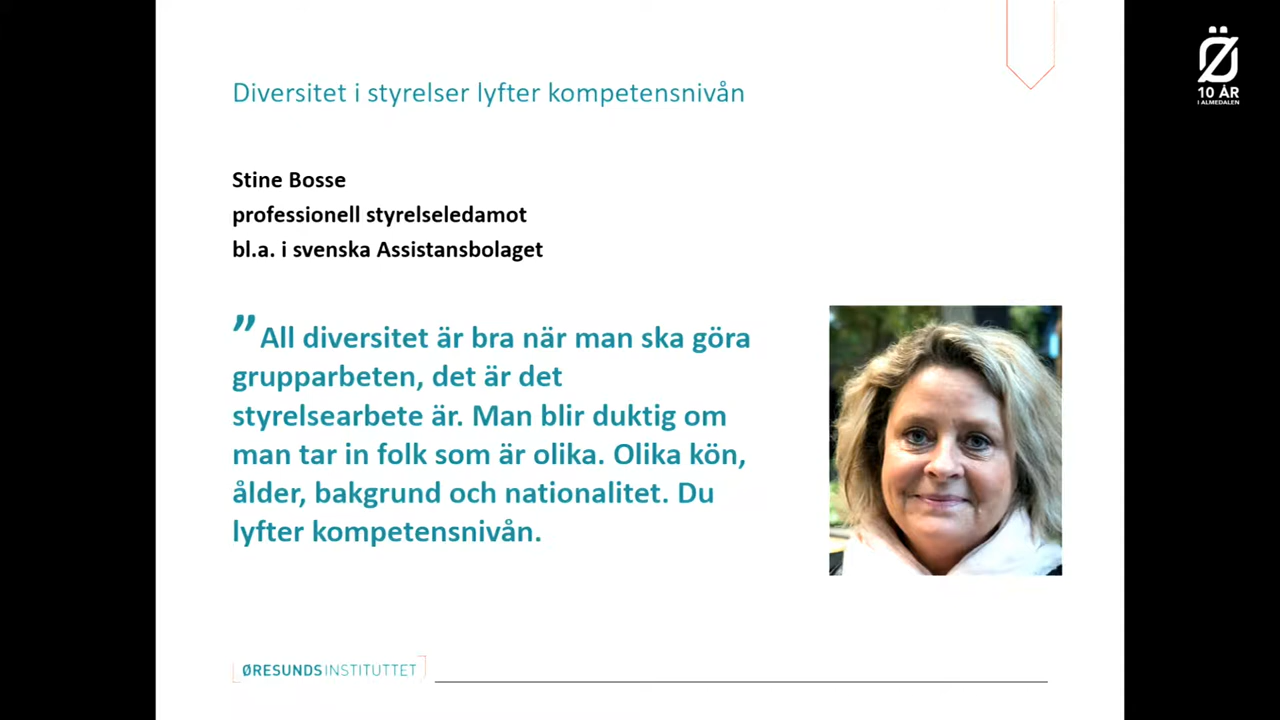 Diversitet i styrelser lyfter kompetensnivån
Stine Bosse
professionell styrelseledamot
bl.a. i svenska Assistansbolaget
”All diversitet är bra när man ska göra
grupparbeten, det är det
styrelsearbete är. Man blir duktig om
man tar in folk som är olika. Olika kön,
ålder, bakgrund och nationalitet. Du
lyfter kompetensnivån.
ØRESUNDSINSTITUTTET
Ö
10 ÅR
I ALMEDALEN